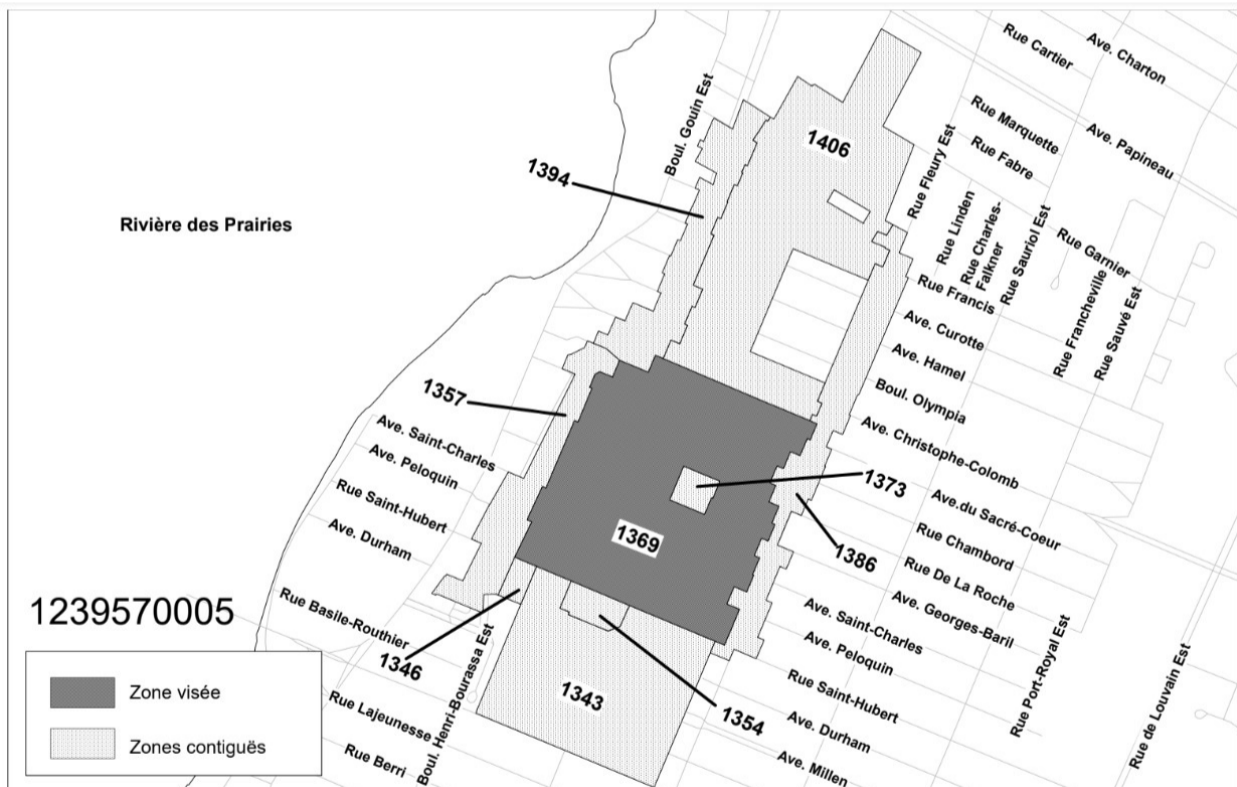 Rue Cartier
Ave. Charton
Boul. Gouin Est
Rue Marquette
Ave. Papineau
1406
Rue Fleury Est
Rue Fabre
1394
Rivière des Prairies
Rue Linden
Rue Charles-
Falkner
Rue Sauriol Est
Rue Garnier
Rue Francis
Rue Francheville
Rue Sauvé Est
Ave. Curotte
Ave. Hamel
1357
Boul. Olympia
Ave. Saint-Charles
Ave. Christophe-Colomb
Ave. Peloquin
1373
Rue Saint-Hubert
Ave.du Sacré-Coeur
Ave. Durham
1369
1386
Rue Chambord
Rue De La Roche
1239570005
Rue Basile-Routhier
Ave. Georges-Baril
Ave. Saint-Charles
Ave. Peloquin
1346
Boul. Henri-Bourassa Est
1343
1354
Rue Saint-Hubert
Rue Port-Royal Est
Rue de Louvain Est
Zone visée
Rue Lajeunesse
Ave. Durham
Zones contiguës
Rue Berri
Ave. Millen